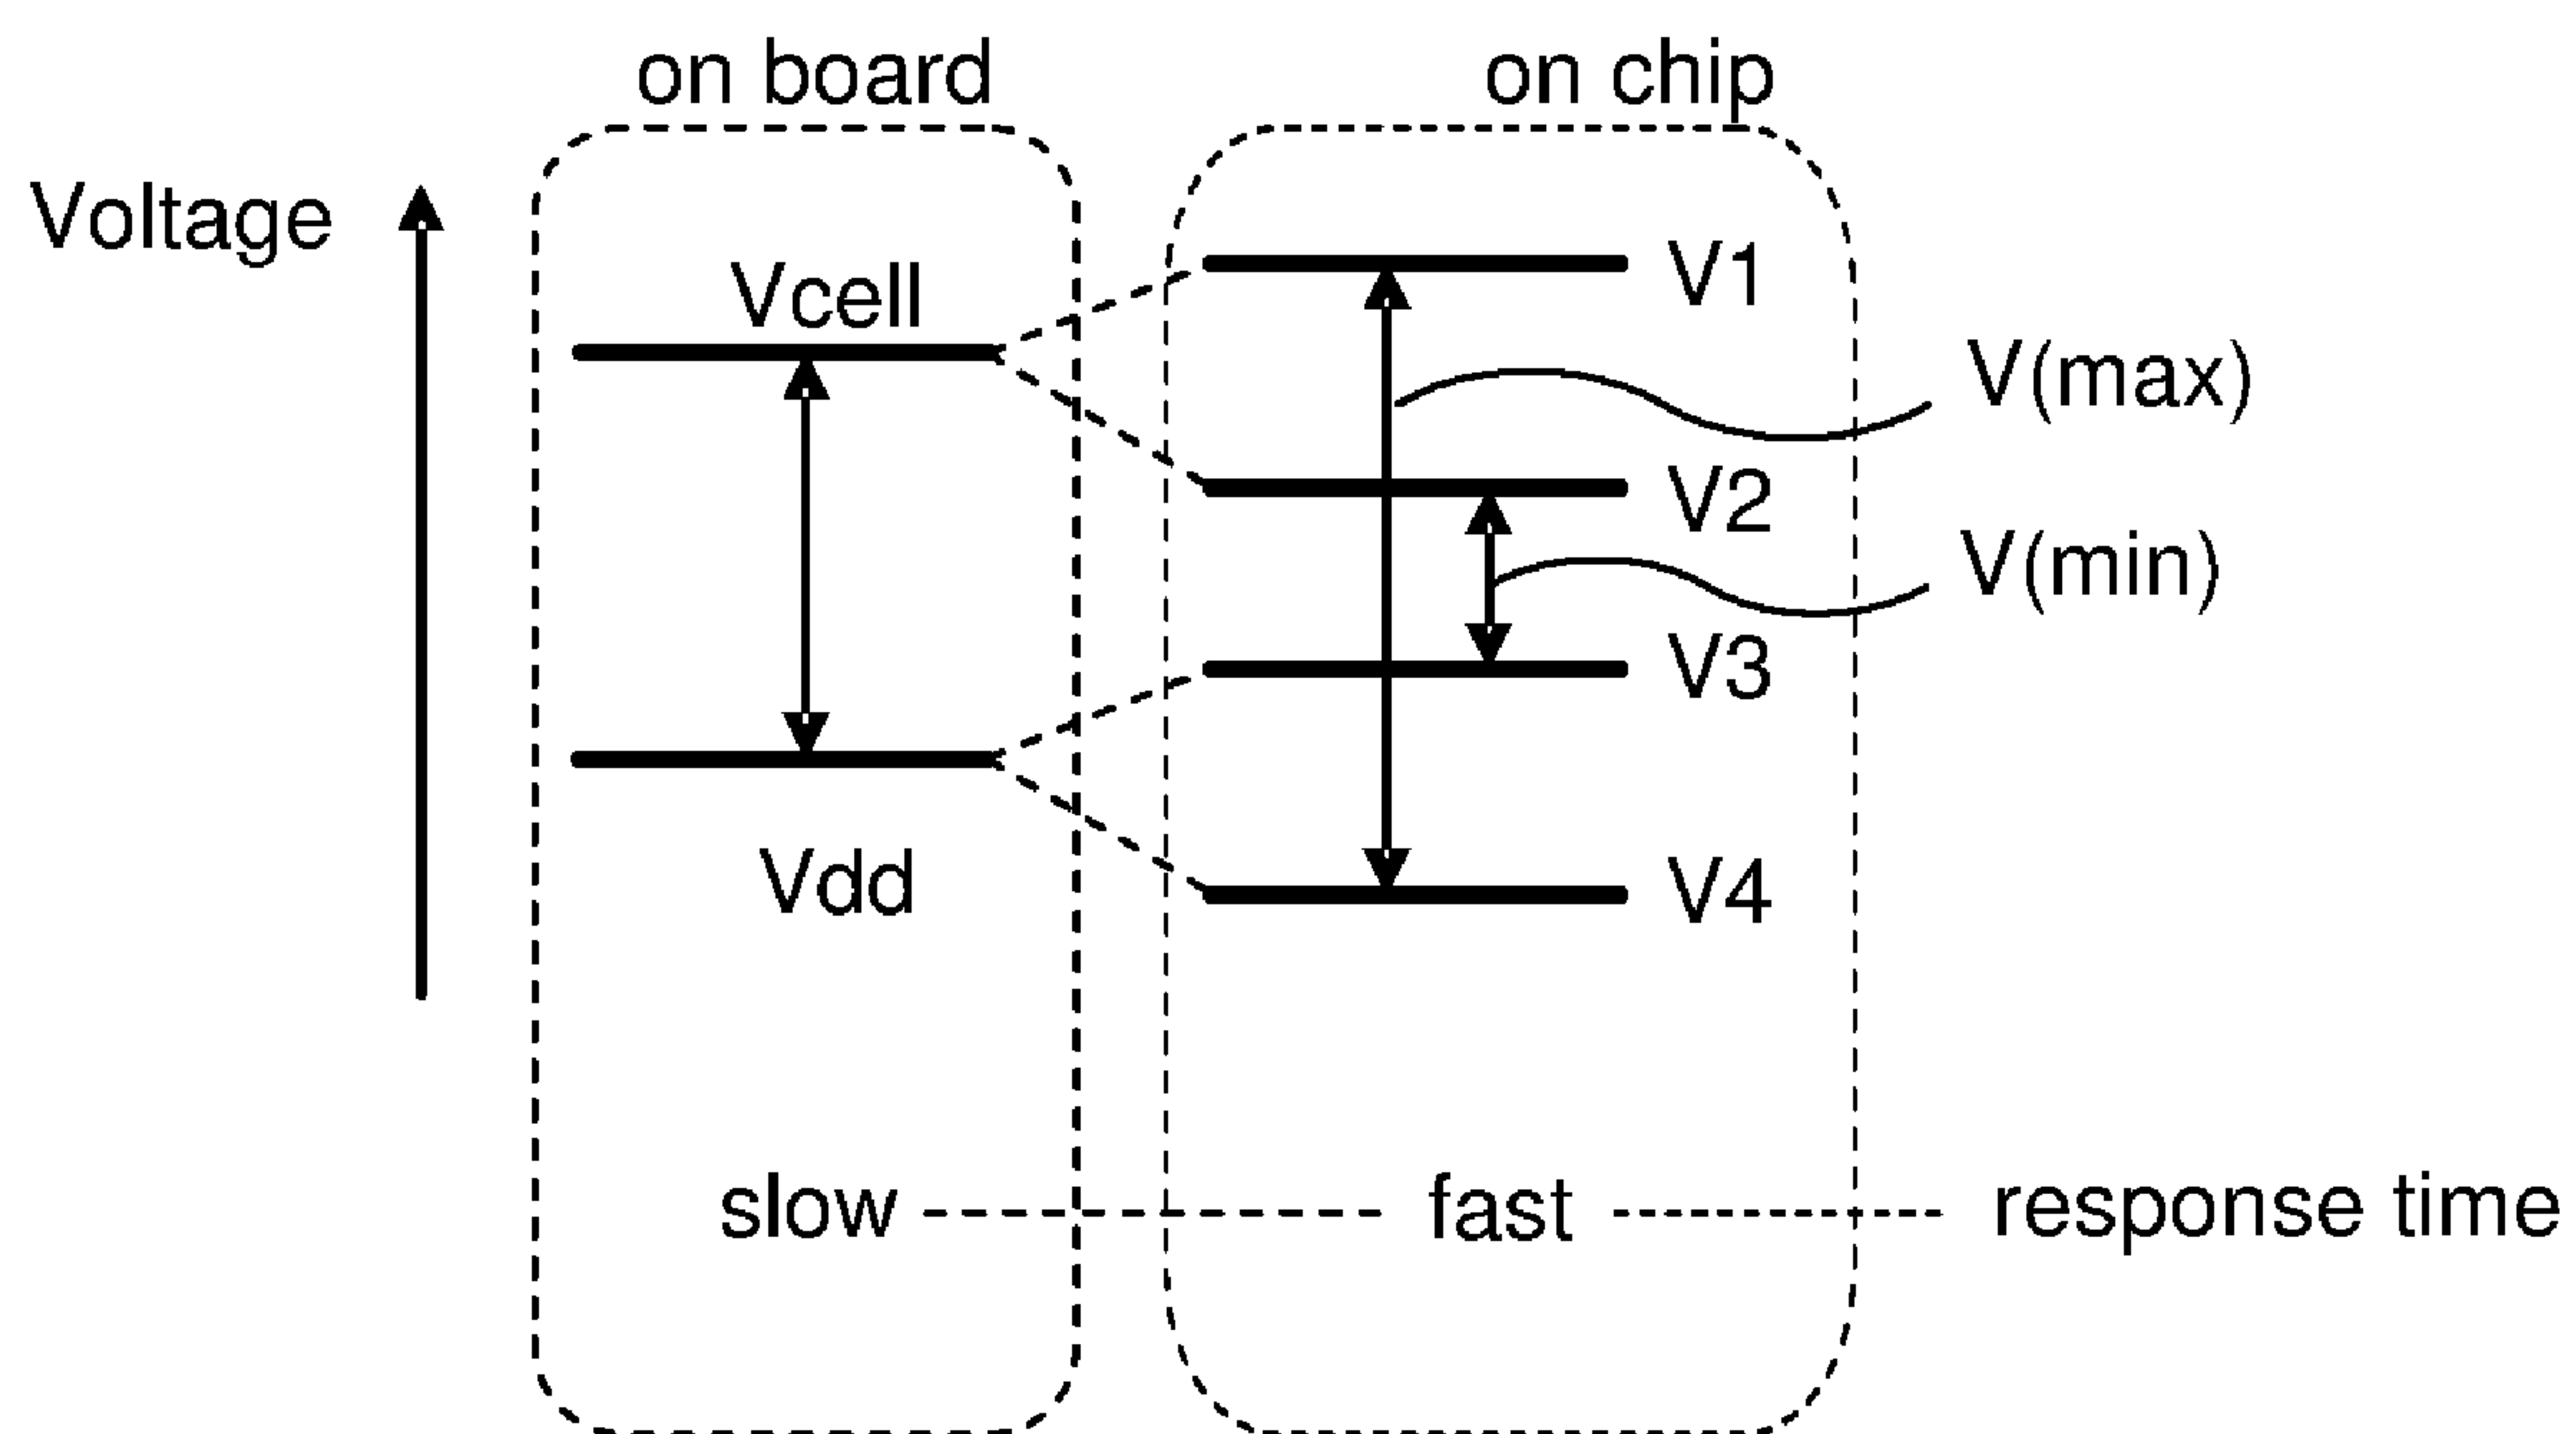 on board
on chip
Voltage
Vcell
V1
V(max)
V2
V(min)
V3
Vdd
V4
slow
fast
response time